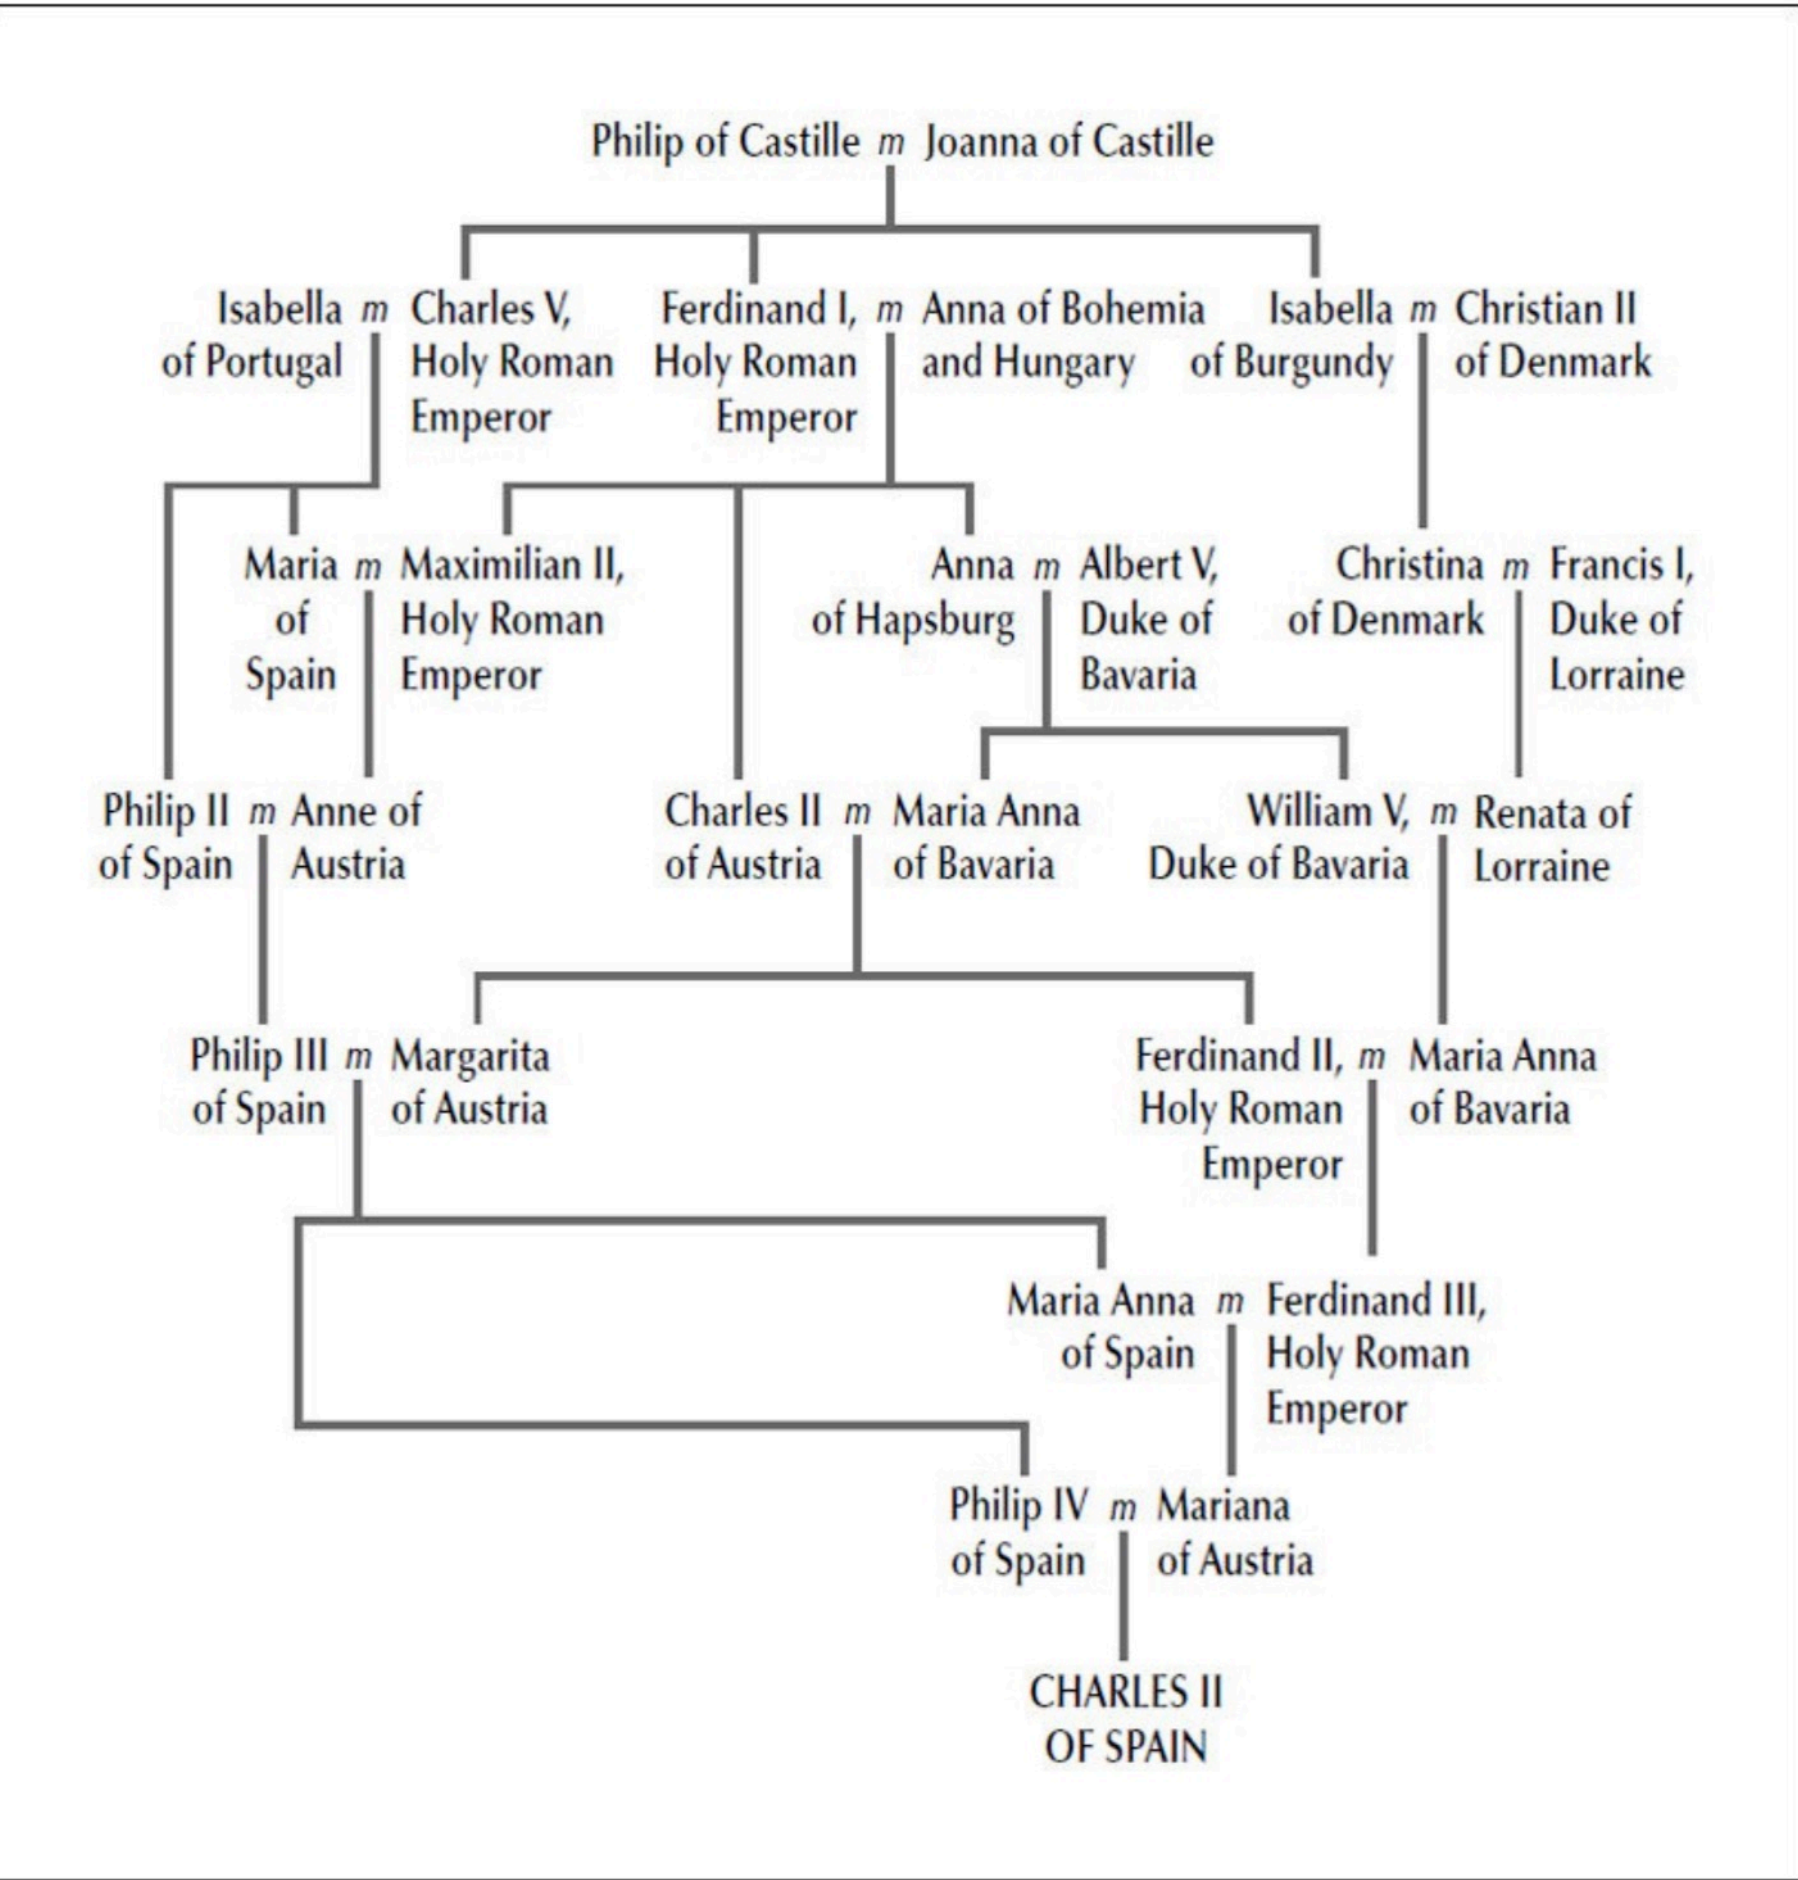 Philip of Castille m Joanna of Castille
Isabella m Charles V, Ferdinand I, m Anna of Bohemia Isabella m Christian II
of Portugal Holy Roman Holy Roman and Hungary of Burgundy of Denmark
Emperor Emperor
Maria m Maximilian II, Anna m Albert V, Christina m Francis I,
of Holy Roman of Hapsburg Duke of of Denmark Duke of
Spain Emperor Bavaria Lorraine
Philip II m Anne of Charles II m Maria Anna William V, m Renata of
of Spain Austria of Austria of Bavaria Duke of Bavaria Lorraine
Philip III m Margarita Ferdinand II, m Maria Anna
of Spain of Austria Holy Roman of Bavaria
Emperor
Maria Anna m Ferdinand III,
of Spain Holy Roman
Emperor
Philip IV m Mariana
of Spain of Austria
CHARLES II
OF SPAIN